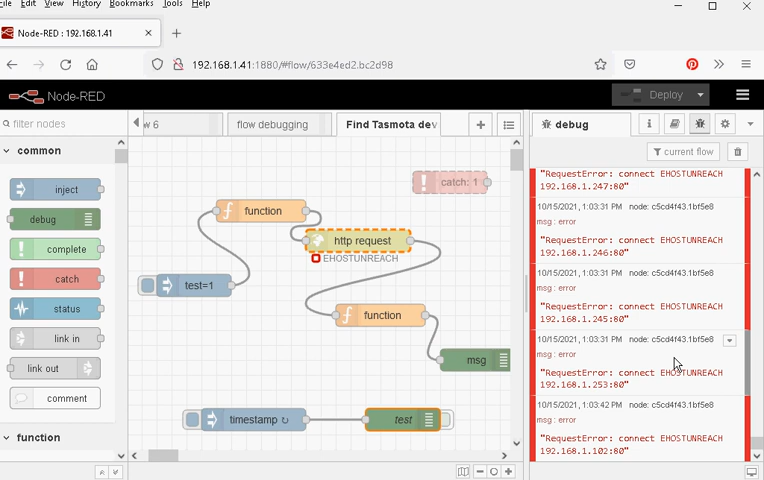 File Edit View History Bookmarks Tools Help
Node-RED : 192.168.1.41
192.168.1.41:1880/#flow/633e4ed2.bc2d98
Node-RED
Deploy
filter nodes
w 6
flow debugging
Find Tasmota dev
debug
current flow
common
inject
debug
complete
catch
status
link in
link out
comment
function
catch: 1
function
http request
EHOSTUNREACH
test=1
function
msg
timestamp ↻
test
"RequestError: connect EHOSTUNREACH
192.168.1.247:80"
10/15/2021, 1:03:31 PM node: c5cd4f43.1bf5e8
msg : error
"RequestError: connect EHOSTUNREACH
192.168.1.246:80"
10/15/2021, 1:03:31 PM node: c5cd4f43.1bf5e8
msg : error
"RequestError: connect EHOSTUNREACH
192.168.1.245:80"
10/15/2021, 1:03:31 PM node: c5cd4f43.1bf5e8
msg : error
"RequestError: connect EHOSTUNREACH
192.168.1.253:80"
10/15/2021, 1:03:42 PM node: c5cd4f43.1bf5e8
msg : error
"RequestError: connect EHOSTUNREACH
192.168.1.102:80"